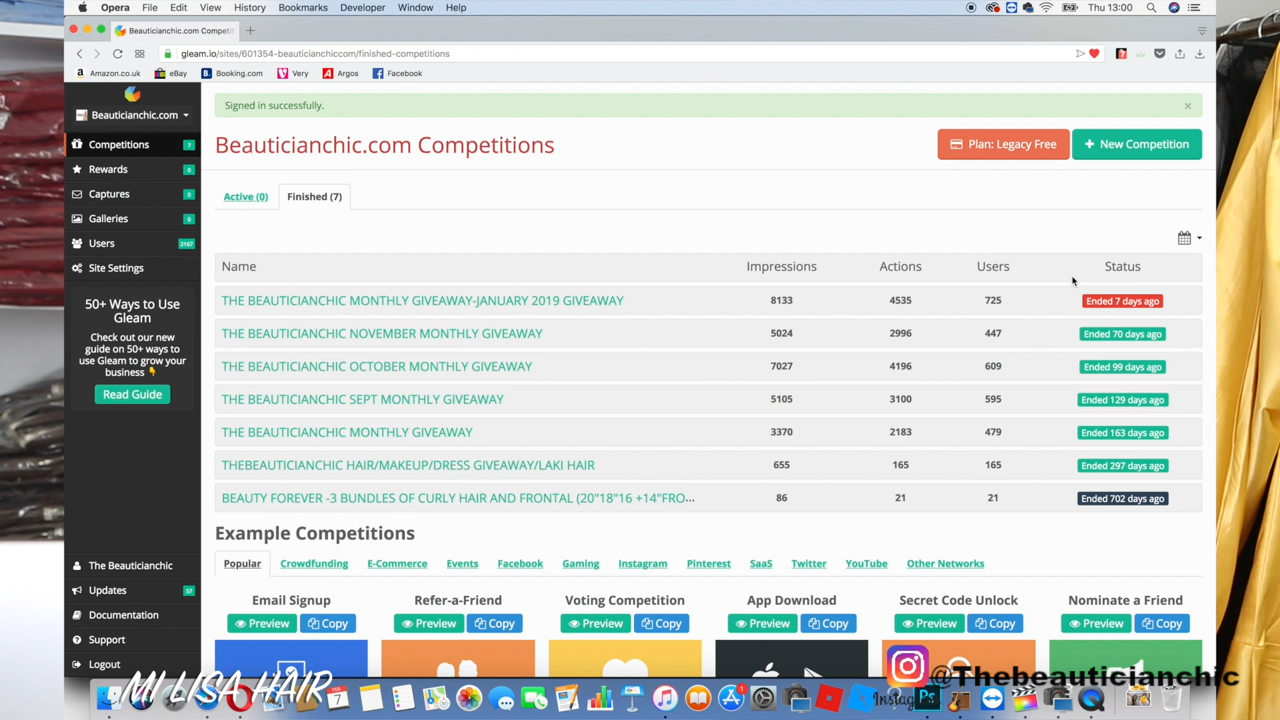 Opera File Edit View History Bookmarks Developer Window Help Thu 13:00
Beauticianchic.com Competit
gleam.io/sites/601354-beauticianchiccom/finished-competitions
Amazon.co.uk eBay Booking.com Very Argos Facebook
Beauticianchic.com
Competitions 7
Rewards 0
Captures 0
Galleries 0
Users 2167
Site Settings
50+ Ways to Use
Gleam
Check out our new
guide on 50+ ways to
use Gleam to grow your
business
Read Guide
The Beauticianchic
Updates 57
Documentation
Support
Logout
Signed in successfully. ×
Beauticianchic.com Competitions
Plan: Legacy Free + New Competition
Active (0) Finished (7)
Name Impressions Actions Users Status
THE BEAUTICIANCHIC MONTHLY GIVEAWAY-JANUARY 2019 GIVEAWAY 8133 4535 725 Ended 7 days ago
THE BEAUTICIANCHIC NOVEMBER MONTHLY GIVEAWAY 5024 2996 447 Ended 70 days ago
THE BEAUTICIANCHIC OCTOBER MONTHLY GIVEAWAY 7027 4196 609 Ended 99 days ago
THE BEAUTICIANCHIC SEPT MONTHLY GIVEAWAY 5105 3100 595 Ended 129 days ago
THE BEAUTICIANCHIC MONTHLY GIVEAWAY 3370 2183 479 Ended 163 days ago
THEBEAUTICIANCHIC HAIR/MAKEUP/DRESS GIVEAWAY/LAKI HAIR 655 165 165 Ended 297 days ago
BEAUTY FOREVER -3 BUNDLES OF CURLY HAIR AND FRONTAL (20"18"16 +14"FRO... 86 21 21 Ended 702 days ago
Example Competitions
Popular Crowdfunding E-Commerce Events Facebook Gaming Instagram Pinterest SaaS Twitter YouTube Other Networks
Email Signup Refer-a-Friend Voting Competition App Download Secret Code Unlock Nominate a Friend
Preview Copy Preview Copy Preview Copy Preview Copy Preview Copy Preview Copy
MI LISA HAIR
@Thebeauticianchic
Instag
Ps